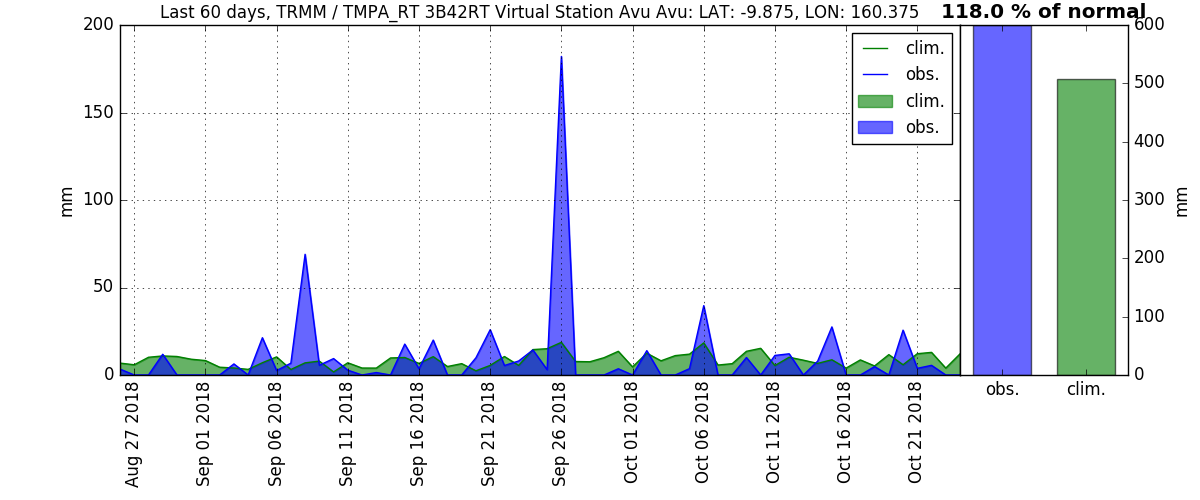 Last 60 days, TRMM / TMPA_RT 3B42RT Virtual Station Avu Avu: LAT: -9.875, LON: 160.375
118.0 % of normal
200
150
100
50
0
mm
clim.
obs.
clim.
obs.
600
500
400
300
200
100
0
mm
Aug 27 2018
Sep 01 2018
Sep 06 2018
Sep 11 2018
Sep 16 2018
Sep 21 2018
Sep 26 2018
Oct 01 2018
Oct 06 2018
Oct 11 2018
Oct 16 2018
Oct 21 2018
obs.
clim.